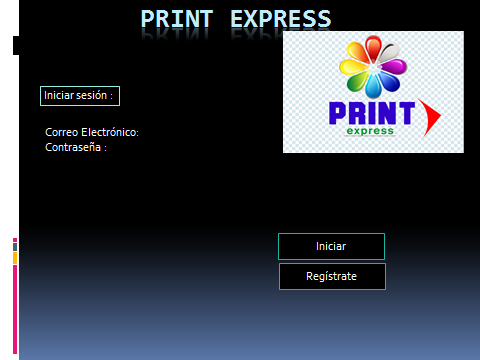 PRINT EXPRESS
PRINT
express
Iniciar sesión :
Correo Electrónico:
Contraseña :
Iniciar
Regístrate